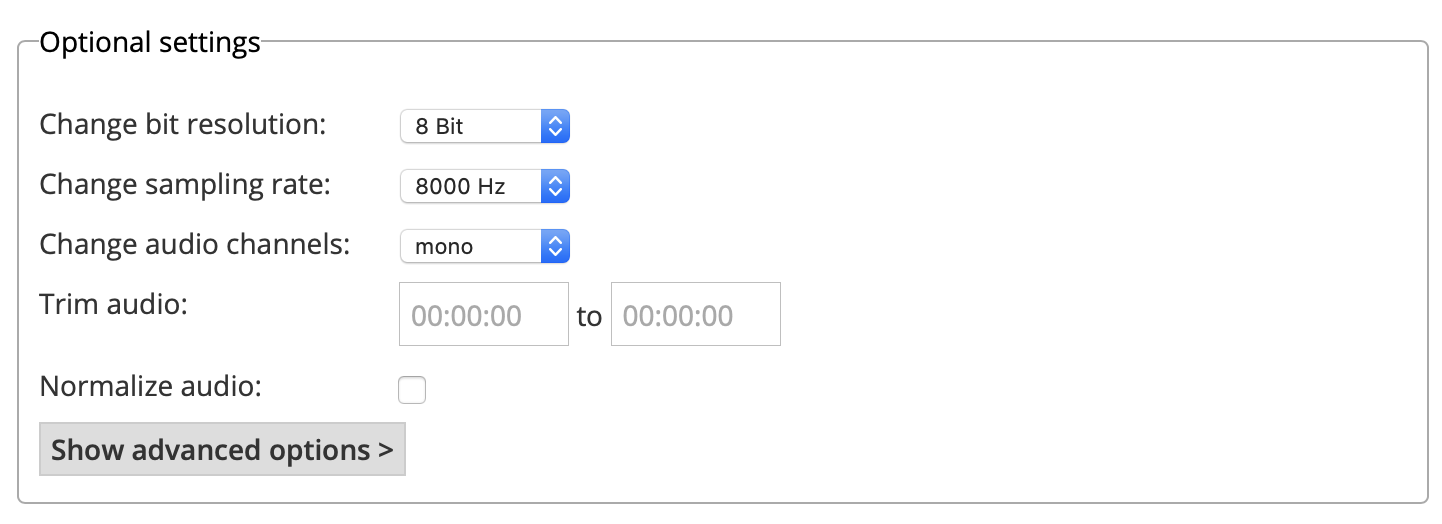 Optional settings
Change bit resolution: 8 Bit
Change sampling rate: 8000 Hz
Change audio channels: mono
Trim audio: 00:00:00 to 00:00:00
Normalize audio:
Show advanced options >